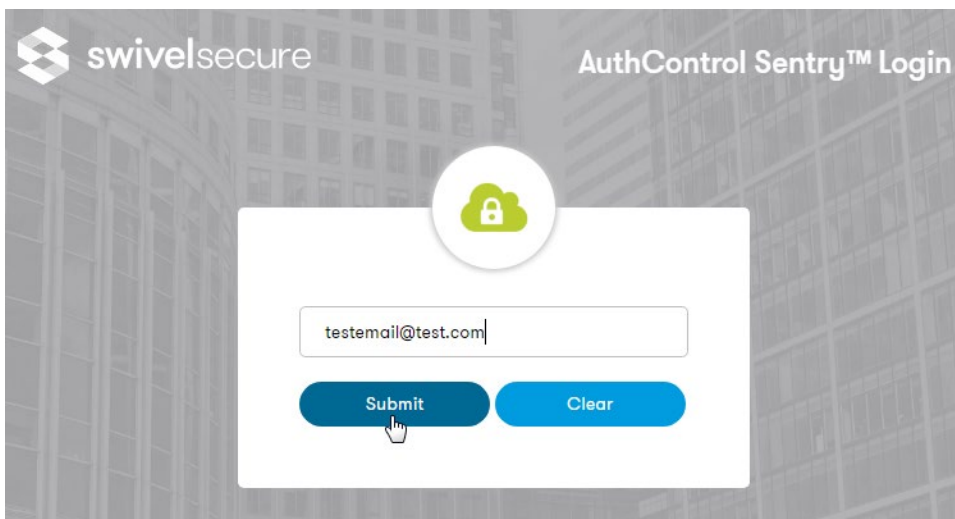 swivelsecure
AuthControl Sentry™ Login
testemail@test.com
Submit
Clear